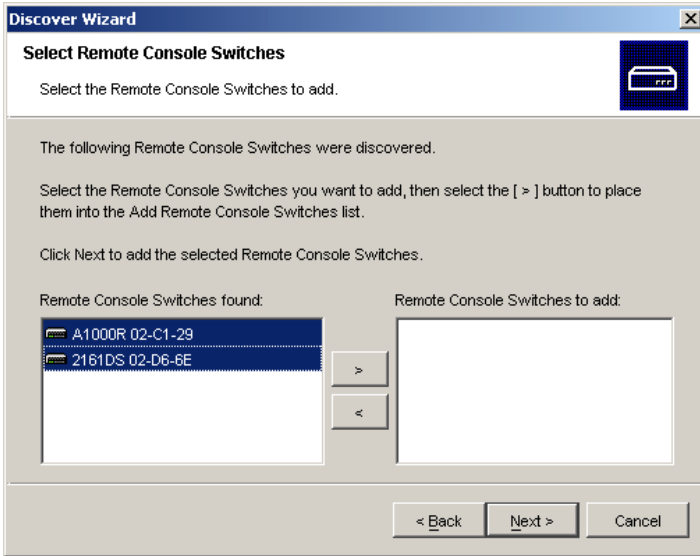 Discover Wizard
Select Remote Console Switches
Select the Remote Console Switches to add.
The following Remote Console Switches were discovered.
Select the Remote Console Switches you want to add, then select the [ > ] button to place
them into the Add Remote Console Switches list.
Click Next to add the selected Remote Console Switches.
Remote Console Switches found:
Remote Console Switches to add:
A1000R 02-C1-29
2161DS 02-D6-6E
>
<
< Back
Next >
Cancel